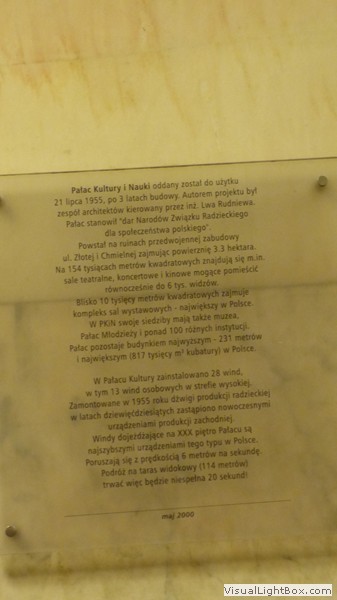 Pałac Kultury i Nauki oddany został do użytku
21 lipca 1955, po 3 latach budowy. Autorem projektu był
zespół architektów kierowany przez inż. Lwa Rudniewa.
Pałac stanowił "dar Narodów Związku Radzieckiego
dla społeczeństwa polskiego".
Powstał na ruinach przedwojennej zabudowy
ul. Złotej i Chmielnej zajmując powierznię 3.3 hektara.
Na 154 tysiącach metrów kwadratowych znajdują się m.in.
sale teatralne, koncertowe i kinowe mogące pomieścić
równocześnie do 6 tys. widzów.
Blisko 10 tysięcy metrów kwadratowych zajmuje
kompleks sal wystawowych - największy w Polsce.
W PKiN swoje siedziby mają także muzea,
Pałac Młodzieży i ponad 100 różnych instytucji.
Pałac pozostaje budynkiem najwyższym - 231 metrów
i największym (817 tysięcy m³ kubatury) w Polsce.
W Pałacu Kultury zainstalowano 28 wind,
w tym 13 wind osobowych w strefie wysokiej.
Zamontowane w 1955 roku dźwigi produkcji radzieckiej
w latach dziewięćdziesiątych zastąpiono nowoczesnymi
urządzeniami produkcji zachodniej.
Windy dojeżdżające na XXX piętro Pałacu są
najszybszymi urządzeniami tego typu w Polsce.
Poruszają się z prędkością 6 metrów na sekundę.
Podróż na taras widokowy (114 metrów)
trwać więc będzie niespełna 20 sekund!
maj 2000
VisualLightBox.com